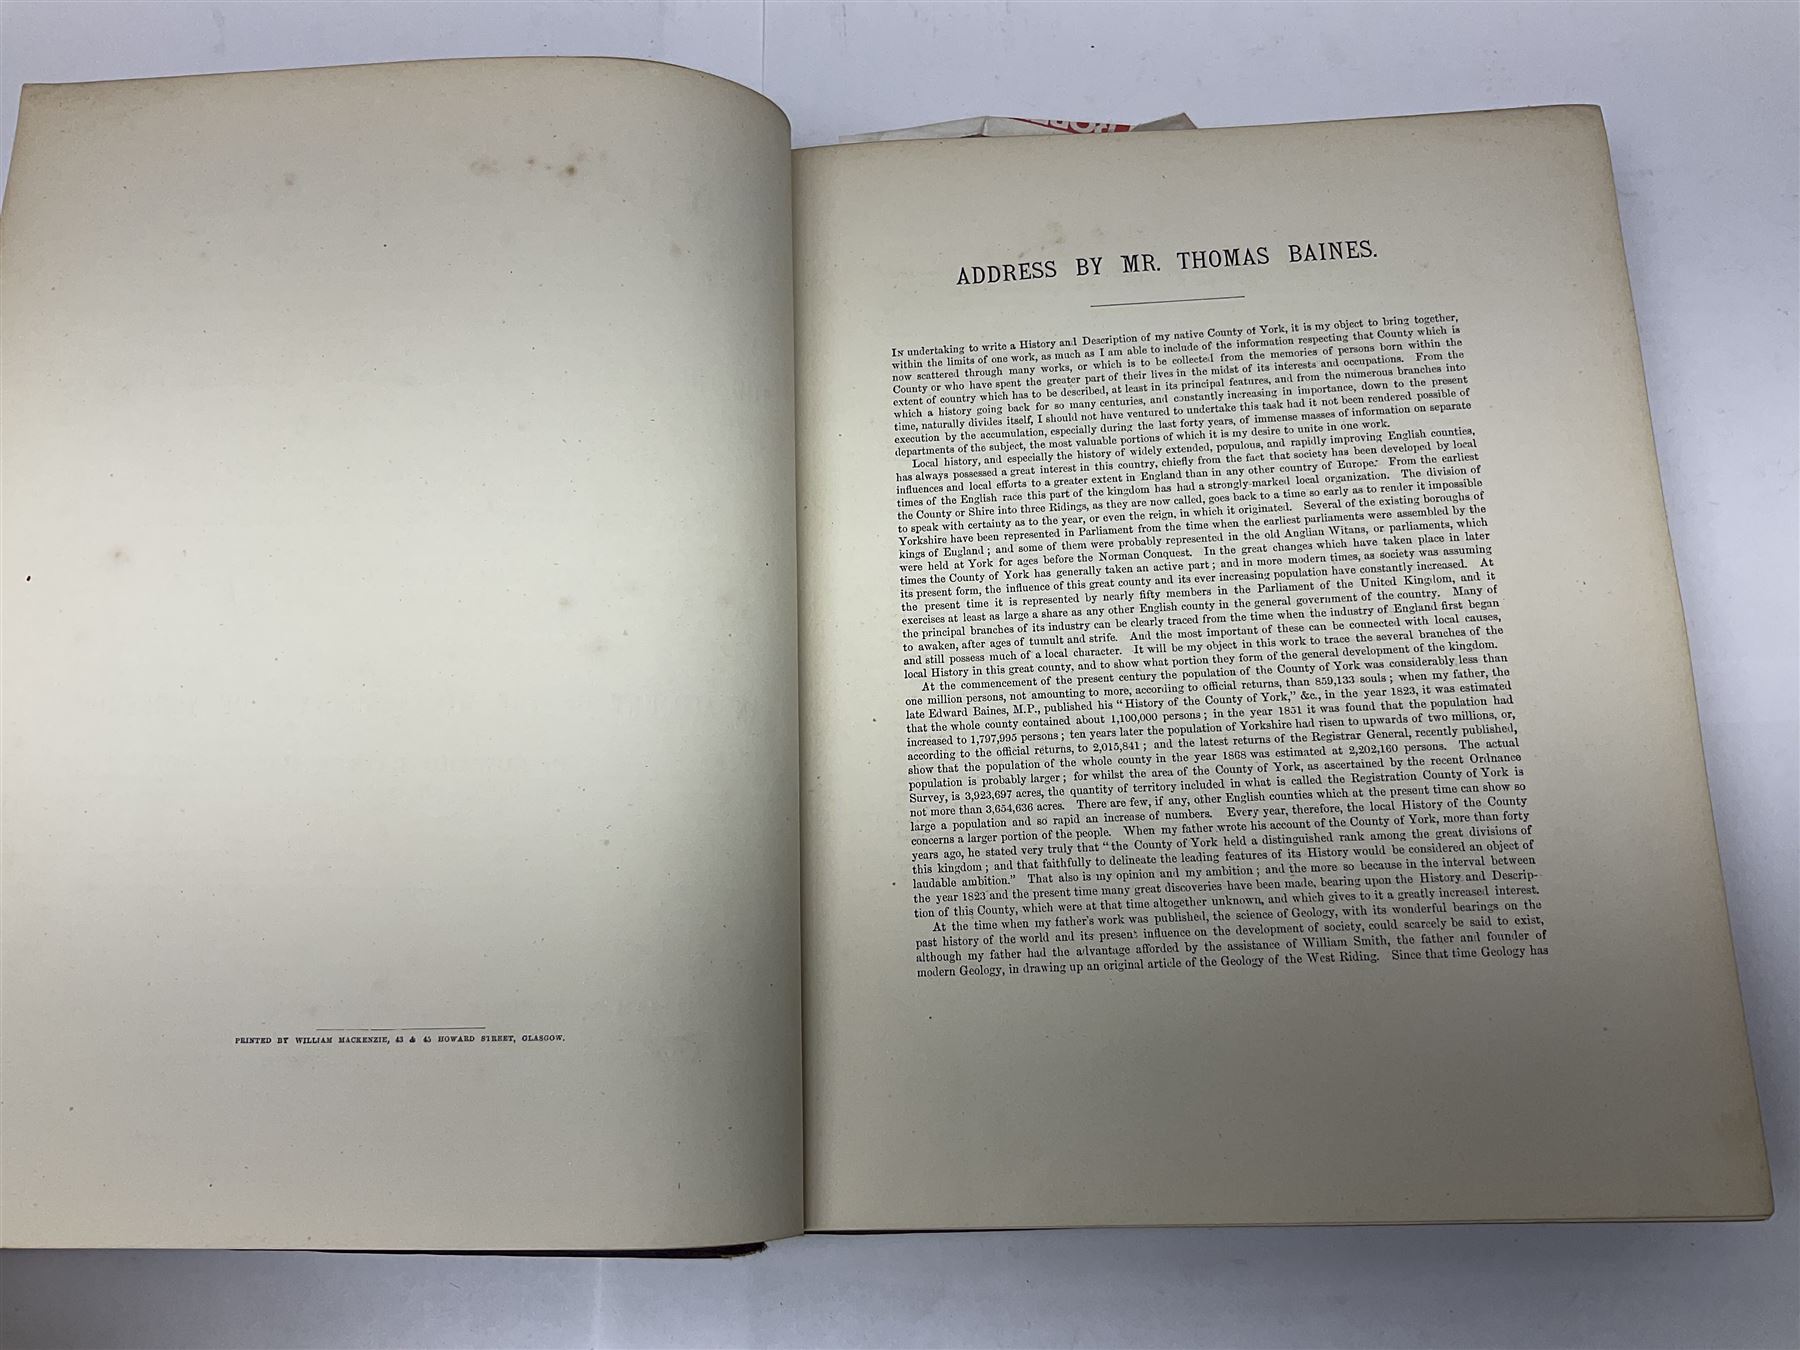 PRINTED BY WILLIAM MACKENZIE, 43 & 45 HOWARD STREET, GLASGOW.
ADDRESS BY MR. THOMAS BAINES.
IN undertaking to write a History and Description of my native County of York, it is my object to bring together,
within the limits of one work, as much as I am able to include of the information respecting that County which is
now scattered through many works, or which is to be collected from the memories of persons born within the
County or who have spent the greater part of their lives in the midst of its interests and occupations. From the
extent of country which has to be described, at least in its principal features, and from the numerous branches into
which a history going back for so many centuries, and constantly increasing in importance, down to the present
time, naturally divides itself, I should not have ventured to undertake this task had it not been rendered possible of
execution by the accumulation, especially during the last forty years, of immense masses of information on separate
departments of the subject, the most valuable portions of which it is my desire to unite in one work.
Local history, and especially the history of widely extended, populous, and rapidly improving English counties,
has always possessed a great interest in this country, chiefly from the fact that society has been developed by local
influences and local efforts to a greater extent in England than in any other country of Europe. From the earliest
times of the English race this part of the kingdom has had a strongly-marked local organization. The division of
the County or Shire into three Ridings, as they are now called, goes back to a time so early as to render it impossible
to speak with certainty as to the year, or even the reign, in which it originated. Several of the existing boroughs of
Yorkshire have been represented in Parliament from the time when the earliest parliaments were assembled by the
kings of England; and some of them were probably represented in the old Anglian Witans, or parliaments, which
were held at York for ages before the Norman Conquest. In the great changes which have taken place in later
times the County of York has generally taken an active part; and in more modern times, as society was assuming
its present form, the influence of this great county and its ever increasing population have constantly increased. At
the present time it is represented by nearly fifty members in the Parliament of the United Kingdom, and it
exercises at least as large a share as any other English county in the general government of the country. Many of
the principal branches of its industry can be clearly traced from the time when the industry of England first began
to awaken, after ages of tumult and strife. And the most important of these can be connected with local causes,
and still possess much of a local character. It will be my object in this work to trace the several branches of the
local History in this great county, and to show what portion they form of the general development of the kingdom.
At the commencement of the present century the population of the County of York was considerably less than
one million persons, not amounting to more, according to official returns, than 859,133 souls; when my father, the
late Edward Baines, M.P., published his "History of the County of York," &c., in the year 1823, it was estimated
that the whole county contained about 1,100,000 persons; in the year 1851 it was found that the population had
increased to 1,797,995 persons; ten years later the population of Yorkshire had risen to upwards of two millions, or,
according to the official returns, to 2,015,841; and the latest returns of the Registrar General, recently published,
show that the population of the whole county in the year 1868 was estimated at 2,202,160 persons. The actual
population is probably larger; for whilst the area of the County of York, as ascertained by the recent Ordnance
Survey, is 3,923,697 acres, the quantity of territory included in what is called the Registration County of York is
not more than 3,654,636 acres. There are few, if any, other English counties which at the present time can show so
large a population and so rapid an increase of numbers. Every year, therefore, the local History of the County
concerns a larger portion of the people. When my father wrote his account of the County of York, more than forty
years ago, he stated very truly that "the County of York held a distinguished rank among the great divisions of
this kingdom; and that faithfully to delineate the leading features of its History would be considered an object of
laudable ambition." That also is my opinion and my ambition; and the more so because in the interval between
the year 1823 and the present time many great discoveries have been made, bearing upon the History and Descrip-
tion of this County, which were at that time altogether unknown, and which gives to it a greatly increased interest.
At the time when my father's work was published, the science of Geology, with its wonderful bearings on the
past history of the world and its present influence on the development of society, could scarcely be said to exist,
although my father had the advantage afforded by the assistance of William Smith, the father and founder of
modern Geology, in drawing up an original article of the Geology of the West Riding. Since that time Geology has